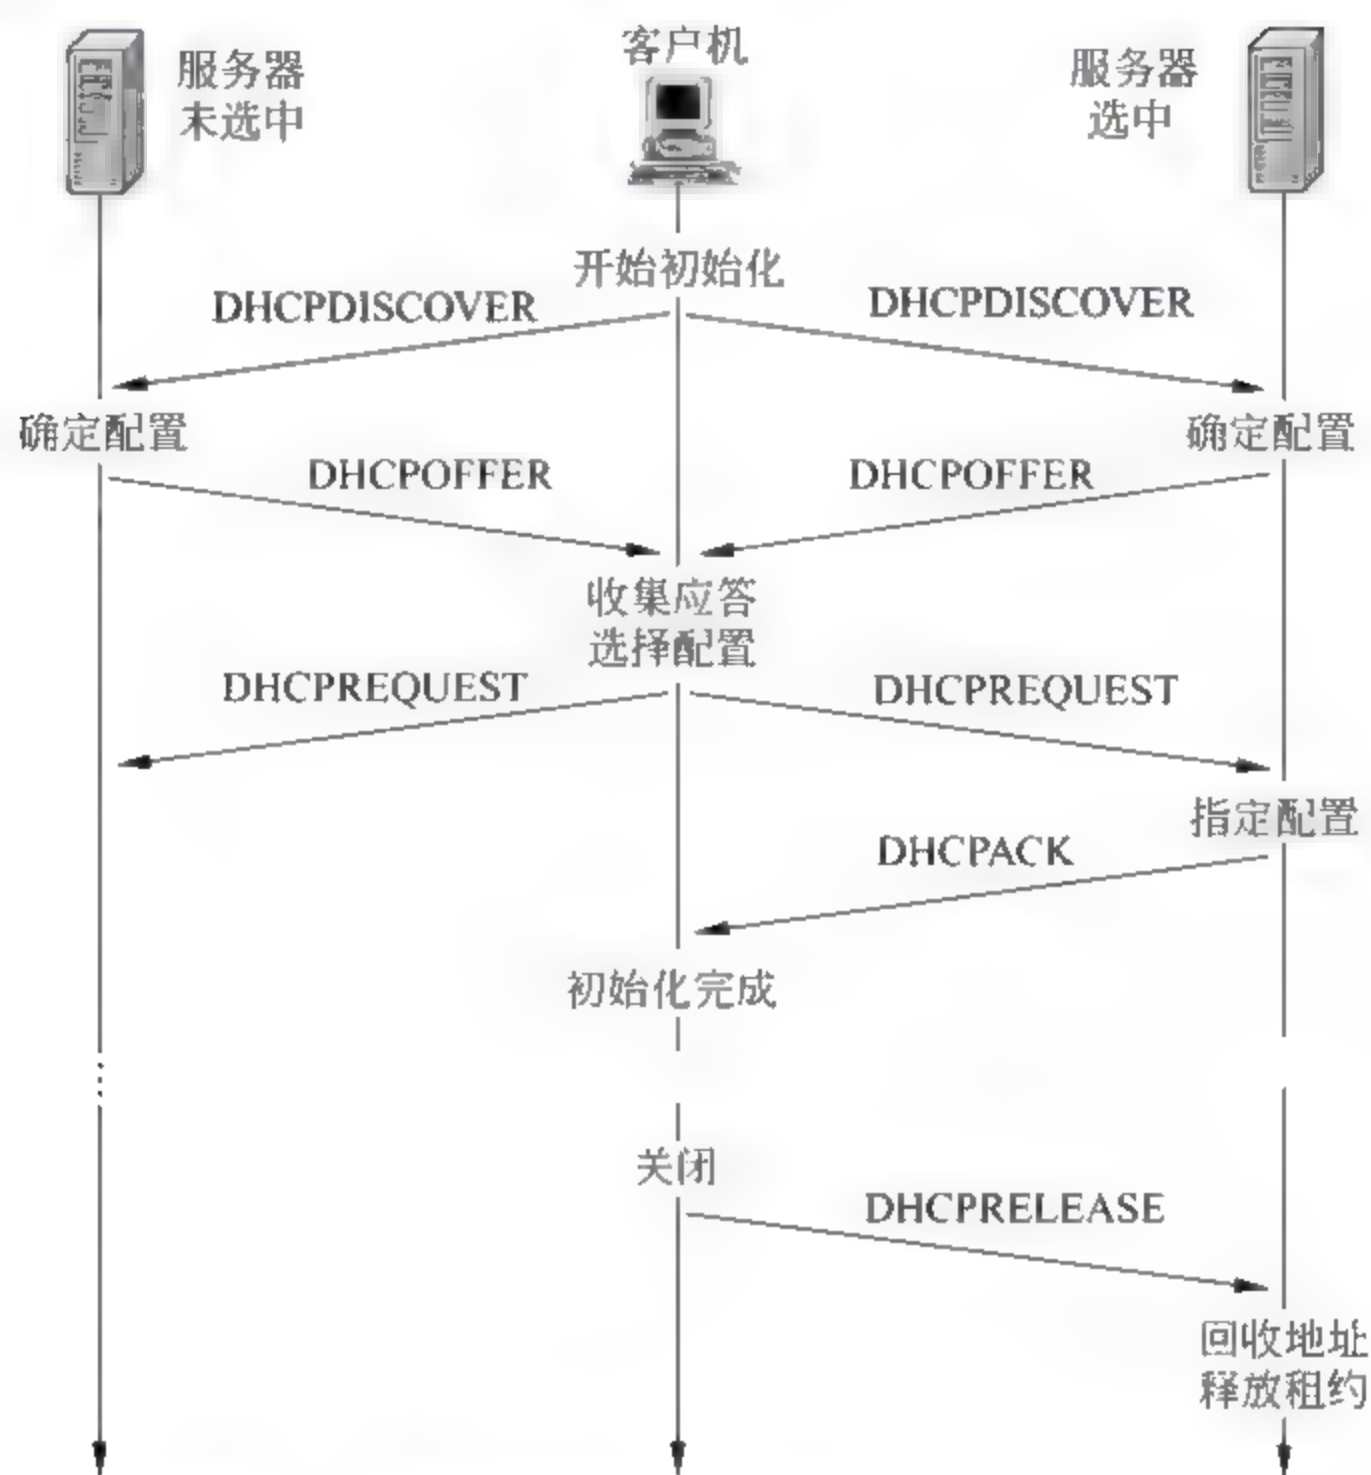 服务器
未选中
客户机
服务器
选中
开始初始化
DHCPDISCOVER
DHCPDISCOVER
确定配置
确定配置
DHCPOFFER
DHCPOFFER
收集应答
选择配置
DHCPREQUEST
DHCPREQUEST
指定配置
DHCPACK
初始化完成
关闭
DHCPRELEASE
回收地址
释放租约